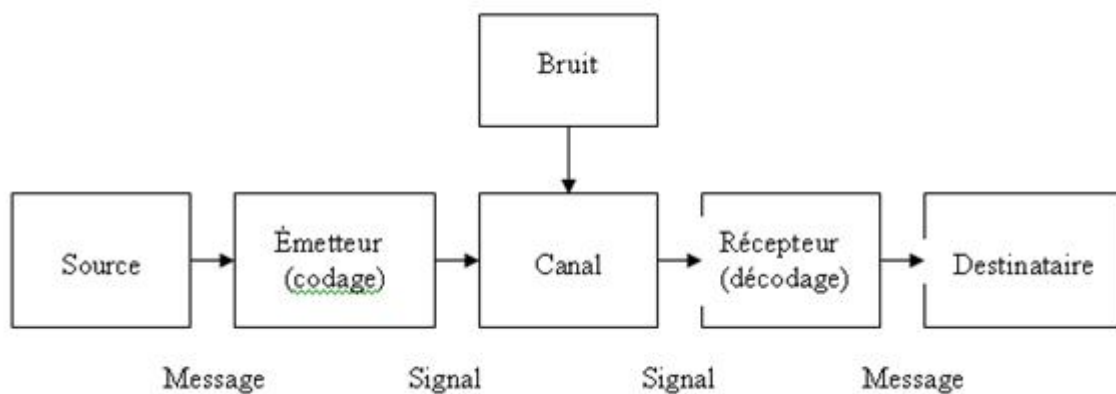 Bruit
Source
Émetteur
(codage)
Canal
Récepteur
(décodage)
Destinataire
Message
Signal
Signal
Message